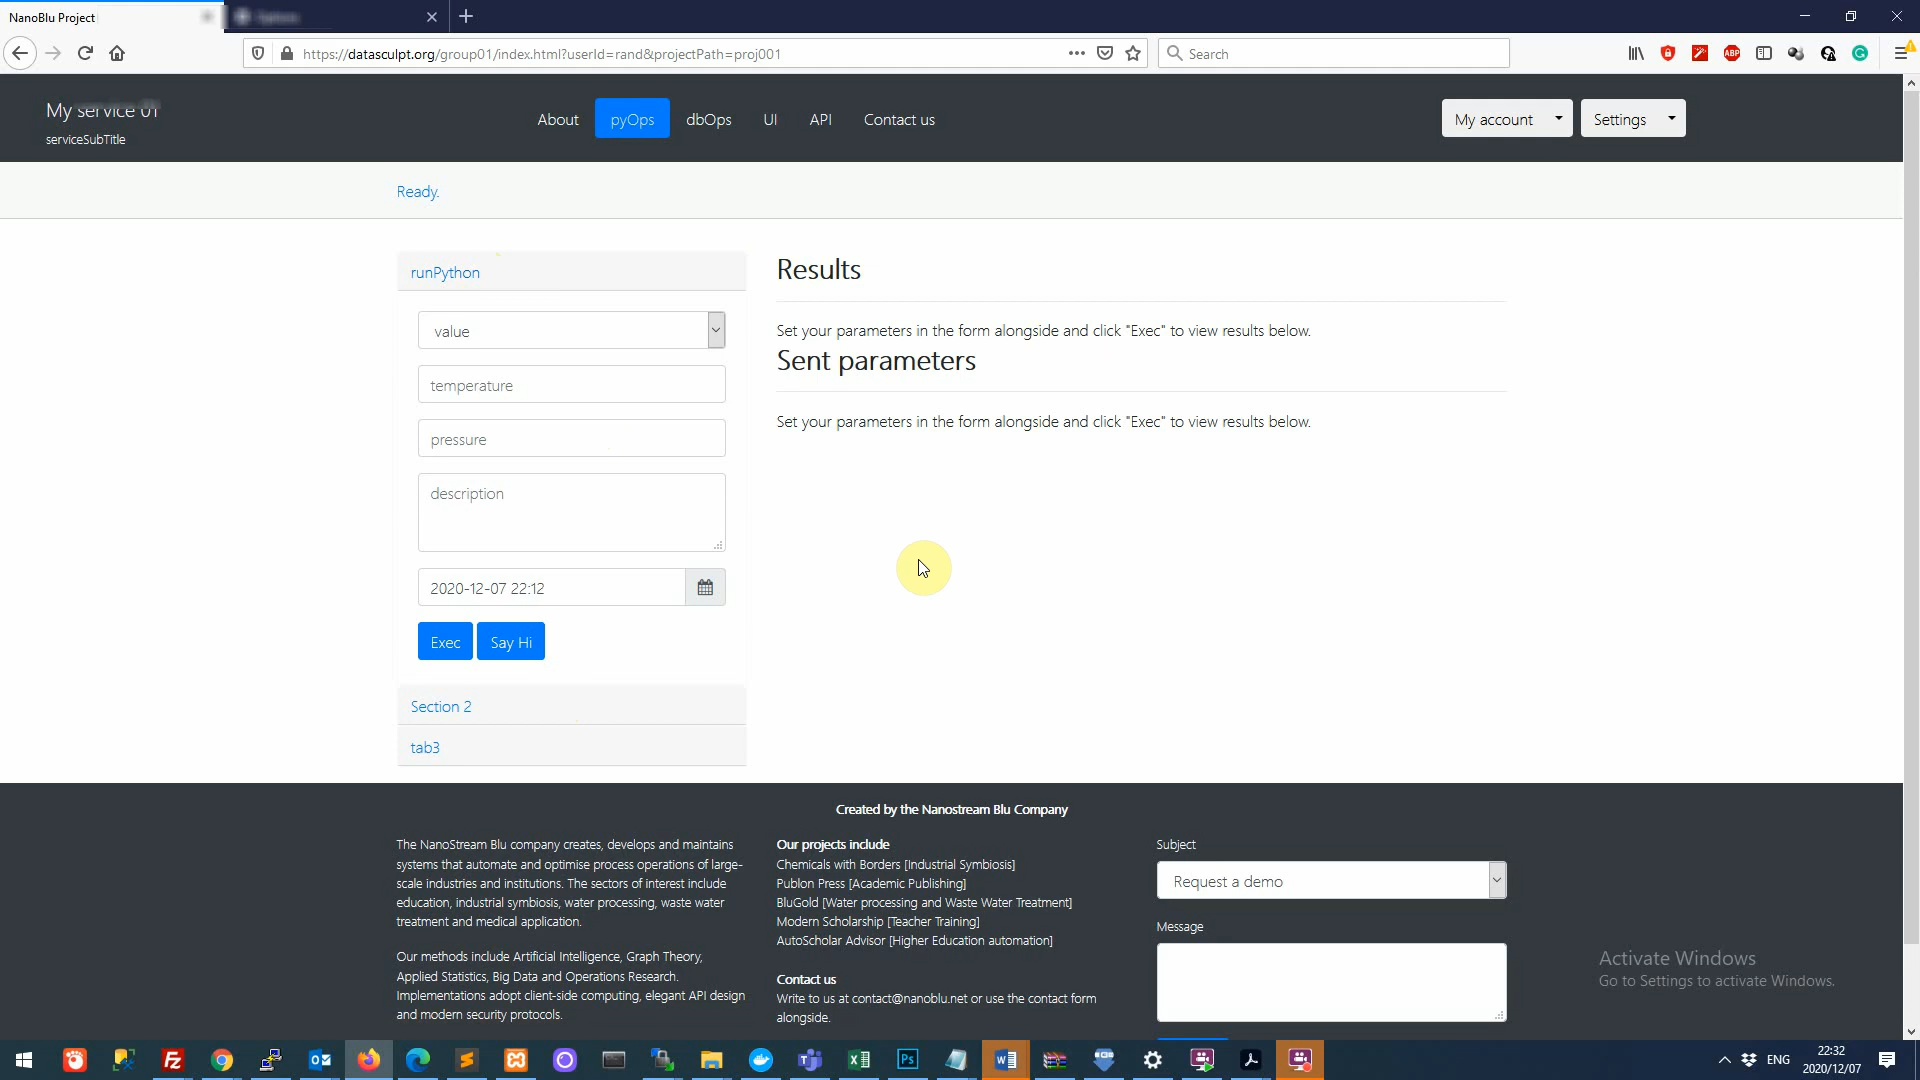 NanoBlu Project
https://datasculpt.org/group01/index.html?userId=rand&projectPath=proj001
Search
My service 01
serviceSubTitle
About
pyOps
dbOps
UI
API
Contact us
My account
Settings
Ready.
runPython
value
temperature
pressure
description
2020-12-07 22:12
Exec
Say Hi
Section 2
tab3
Results
Set your parameters in the form alongside and click "Exec" to view results below.
Sent parameters
Set your parameters in the form alongside and click "Exec" to view results below.
Created by the Nanostream Blu Company
The NanoStream Blu company creates, develops and maintains
systems that automate and optimise process operations of large-
scale industries and institutions. The sectors of interest include
education, industrial symbiosis, water processing, waste water
treatment and medical application.
Our methods include Artificial Intelligence, Graph Theory,
Applied Statistics, Big Data and Operations Research.
Implementations adopt client-side computing, elegant API design
and modern security protocols.
Our projects include
Chemicals with Borders [Industrial Symbiosis]
Publon Press [Academic Publishing]
BluGold [Water processing and Waste Water Treatment]
Modern Scholarship [Teacher Training]
AutoScholar Advisor [Higher Education automation]
Contact us
Write to us at contact@nanoblu.net or use the contact form
alongside.
Subject
Request a demo
Message
Activate Windows
Go to Settings to activate Windows.
ENG
22:32
2020/12/07